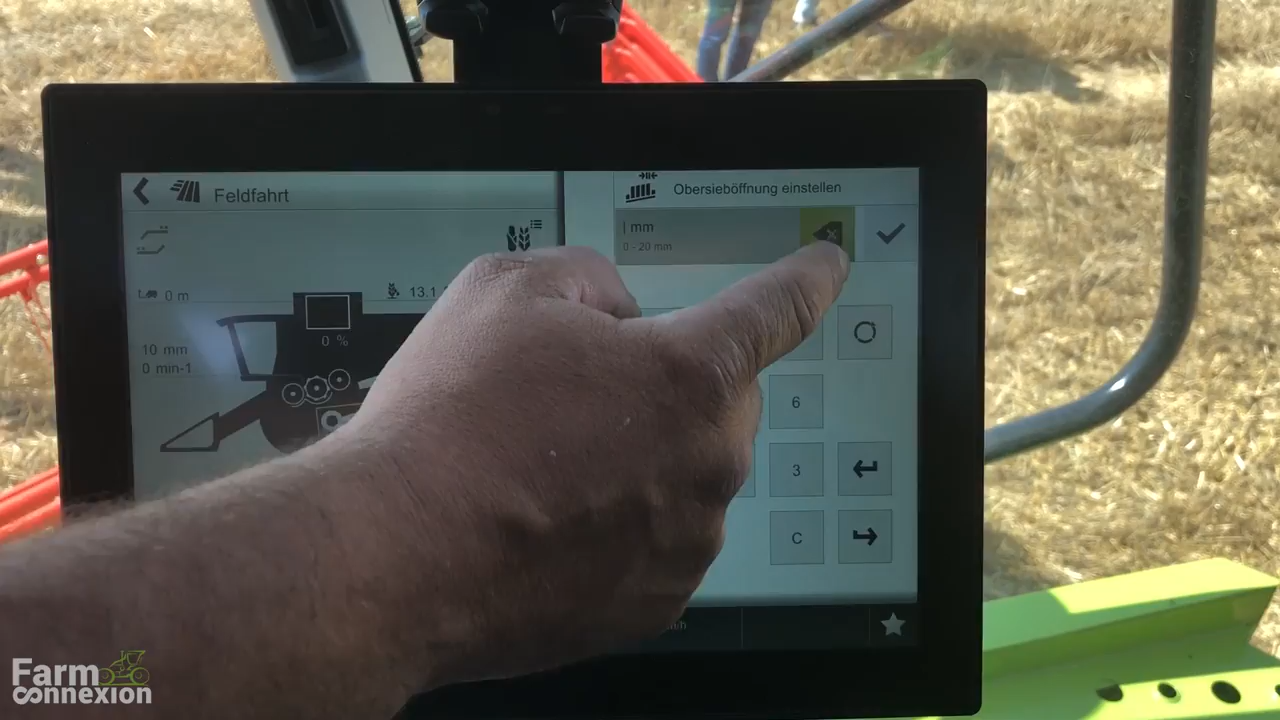 Feldfahrt
Obersieböffnung einstellen
mm
0 - 20 mm
0 m
13.1
0 %
10 mm
0 min-1
6
3
C
Farm
connexion